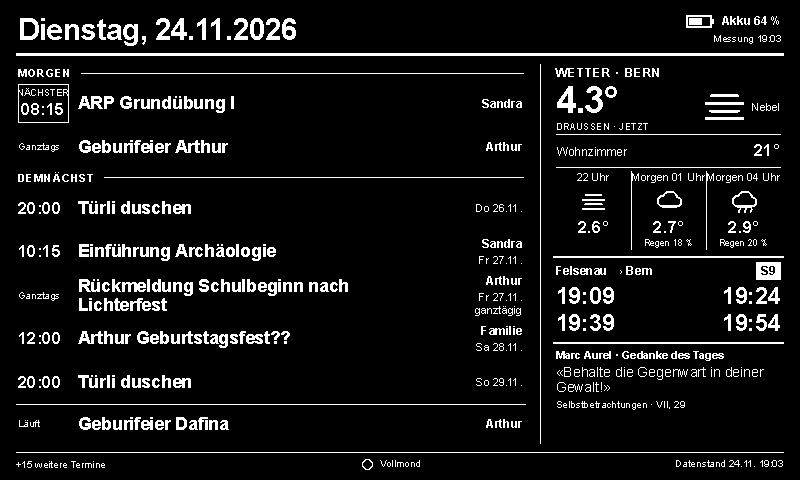 Dienstag, 24.11.2026
Akku 64 %
Messung 19:03
MORGEN
NÄCHSTER
08:15 ARP Grundübung I Sandra
Ganztags Geburifeier Arthur Arthur
DEMNÄCHST
20:00 Türli duschen Do 26.11.
10:15 Einführung Archäologie Sandra
Fr 27.11.
Ganztags Rückmeldung Schulbeginn nach
Lichterfest
Arthur
Fr 27.11.
ganztägig
12:00 Arthur Geburtstagsfest?? Familie
Sa 28.11.
20:00 Türli duschen So 29.11.
Läuft Geburifeier Dafina Arthur
WETTER · BERN
4.3°
Nebel
DRAUSSEN · JETZT
Wohnzimmer 21°
22 Uhr Morgen 01 Uhr Morgen 04 Uhr
2.6° 2.7° 2.9°
Regen 18 % Regen 20 %
Felsenau → Bern S9
19:09 19:24
19:39 19:54
Marc Aurel · Gedanke des Tages
«Behalte die Gegenwart in deiner
Gewalt!»
Selbstbetrachtungen · VII, 29
+15 weitere Termine Vollmond Datenstand 24.11. 19:03